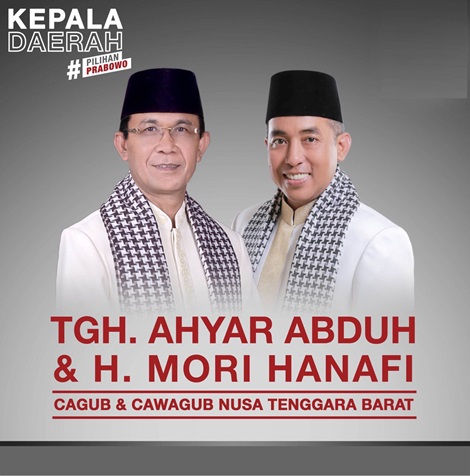 KEPALA
DAERAH
#PILIHAN
PRABOWO
TGH. AHYAR ABDUH
& H. MORI HANAFI
CAGUB & CAWAGUB NUSA TENGGARA BARAT